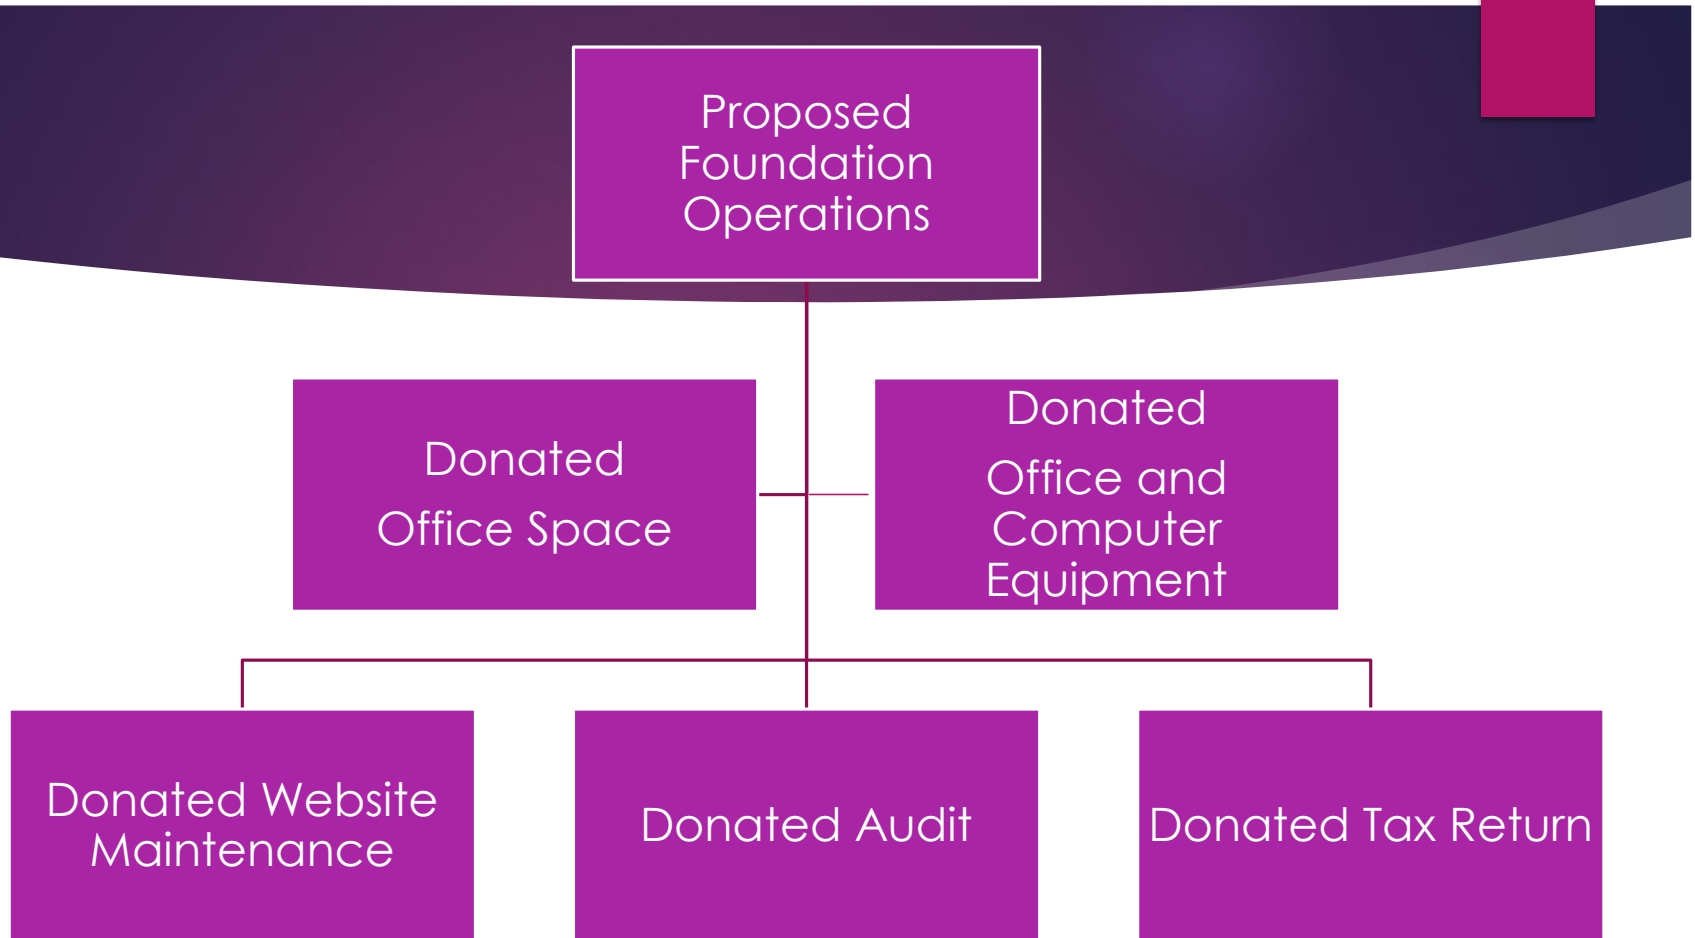 Proposed
Foundation
Operations
Donated
Office Space
Donated
Office and
Computer
Equipment
Donated Website
Maintenance
Donated Audit
Donated Tax Return